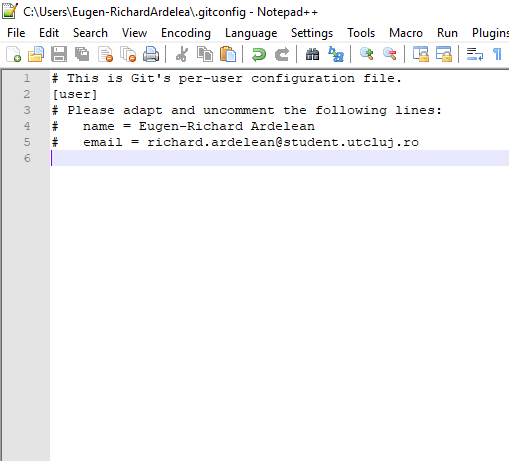 C:\Users\Eugen-RichardArdelea\.gitconfig - Notepad++
File Edit Search View Encoding Language Settings Tools Macro Run Plugins
1 # This is Git's per-user configuration file.
2 [user]
3 # Please adapt and uncomment the following lines:
4 #   name = Eugen-Richard Ardelean
5 #   email = richard.ardelean@student.utcluj.ro
6